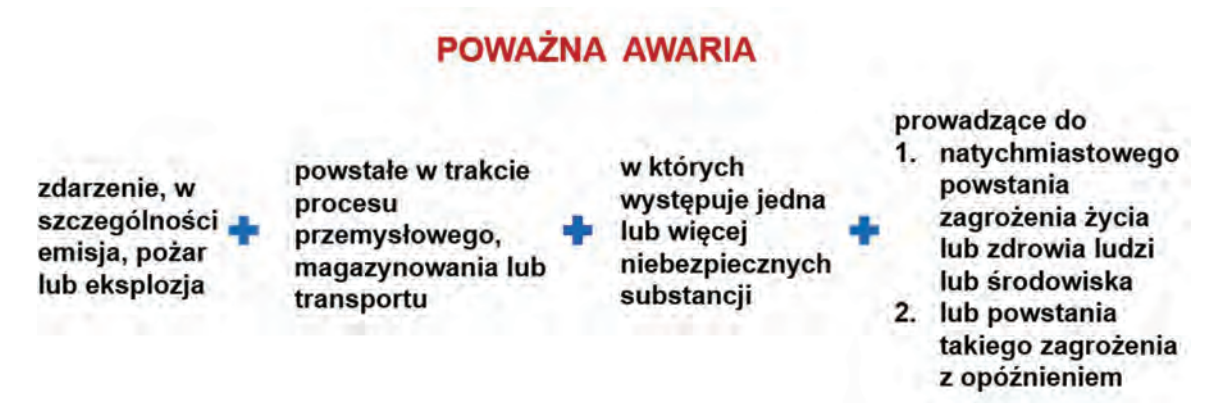 POWAŻNA AWARIA
zdarzenie, w
szczególności
emisja, pożar
lub eksplozja
powstałe w trakcie
procesu
przemysłowego,
magazynowania lub
transportu
w których
występuje jedna
lub więcej
niebezpiecznych
substancji
prowadzące do
1. natychmiastowego
powstania
zagrożenia życia
lub zdrowia ludzi
lub środowiska
2. lub powstania
takiego zagrożenia
z opóźnieniem